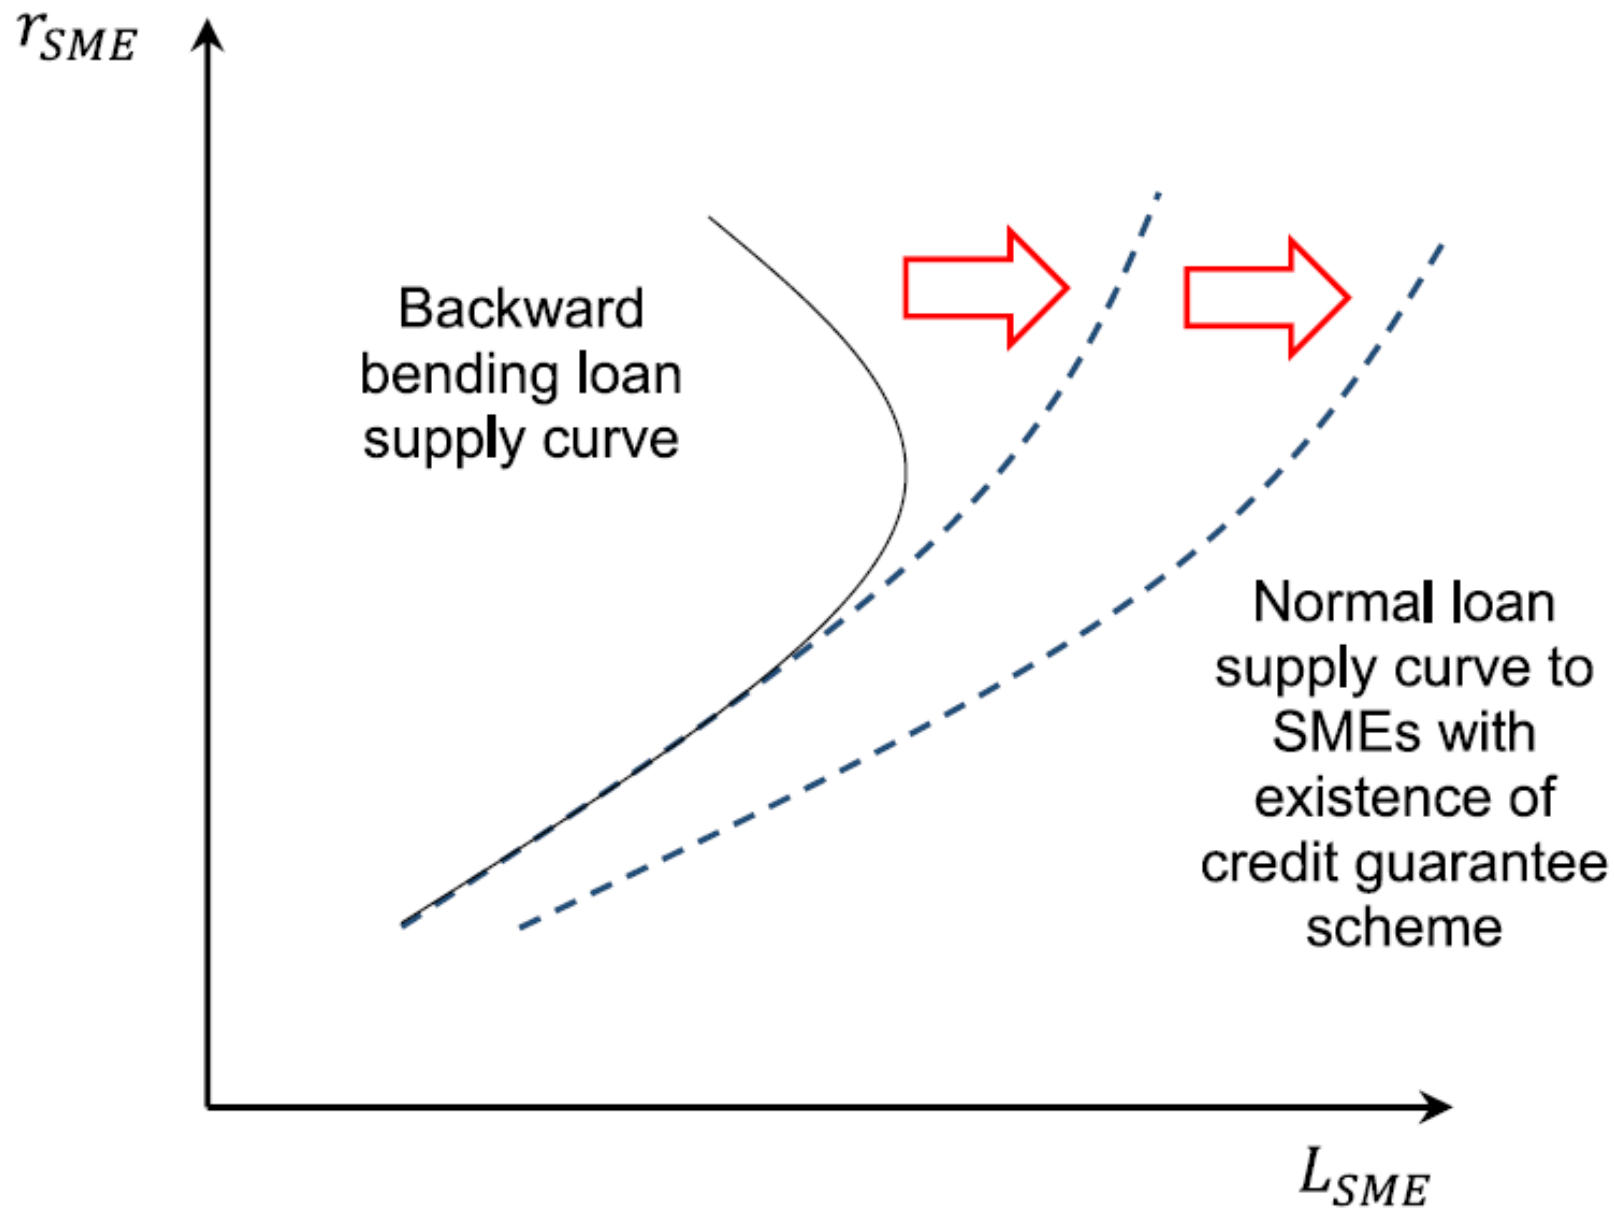 r_SME
Backward
bending loan
supply curve
Normal loan
supply curve to
SMEs with
existence of
credit guarantee
scheme
L_SME